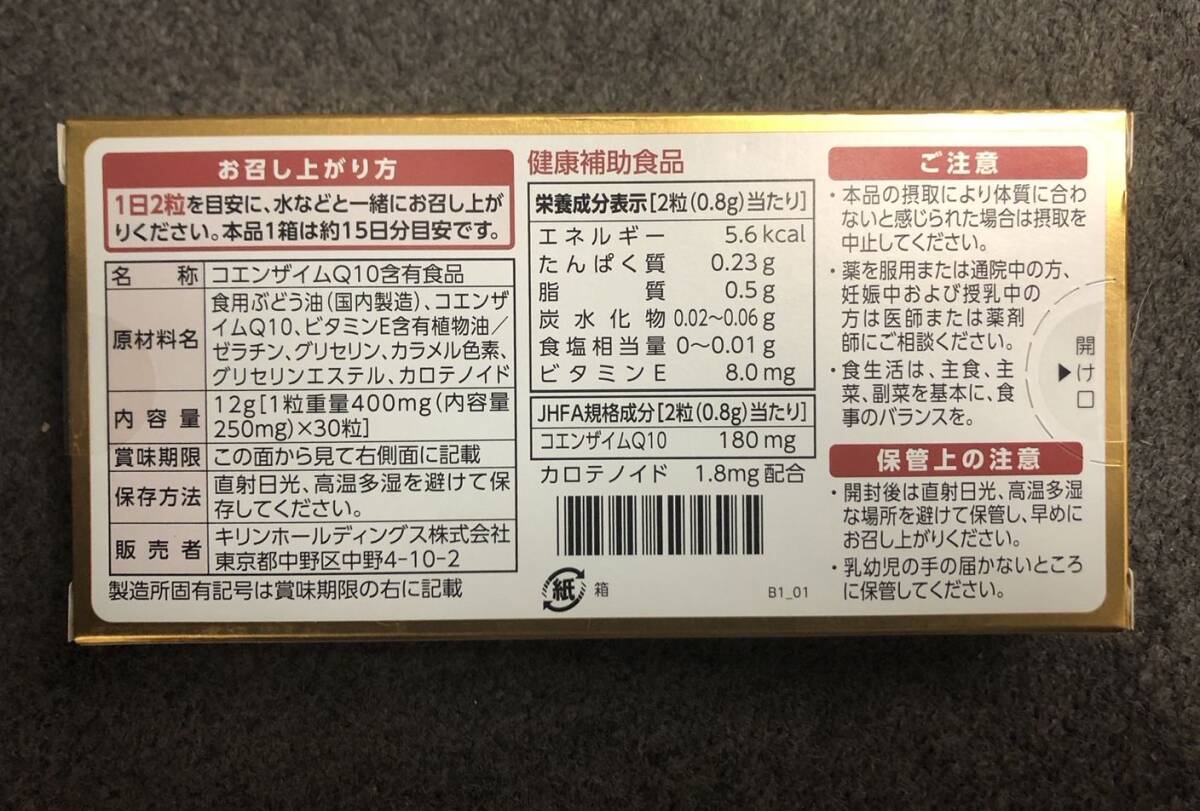 お召し上がり方
1日2粒を目安に、水などと一緒にお召し上が
りください。本品1箱は約15日分目安です。
名称 コエンザイムQ10含有食品
原材料名 食用ぶどう油(国内製造)、コエンザ
イムQ10、ビタミンE含有植物油/
ゼラチン、グリセリン、カラメル色素、
グリセリンエステル、カロテノイド
内容量 12g[1粒重量400mg(内容量
250mg)×30粒]
賞味期限 この面から見て右側面に記載
保存方法 直射日光、高温多湿を避けて保
存してください。
販売者 キリンホールディングス株式会社
東京都中野区中野4-10-2
製造所固有記号は賞味期限の右に記載
健康補助食品
栄養成分表示[2粒(0.8g)当たり]
エネルギー 5.6kcal
たんぱく質 0.23g
脂質 0.5g
炭水化物 0.02〜0.06g
食塩相当量 0〜0.01g
ビタミンE 8.0mg
JHFA規格成分[2粒(0.8g)当たり]
コエンザイムQ10 180mg
カロテノイド 1.8mg配合
紙 箱
B1_01
ご注意
・本品の摂取により体質に合わ
ないと感じられた場合は摂取を
中止してください。
・薬を服用または通院中の方、
妊娠中および授乳中の
方は医師または薬剤
師にご相談ください。
・食生活は、主食、主
菜、副菜を基本に、食
事のバランスを。
開
▶け
口
保管上の注意
・開封後は直射日光、高温多湿
な場所を避けて保管し、早めに
お召し上がりください。
・乳幼児の手の届かないところ
に保管してください。